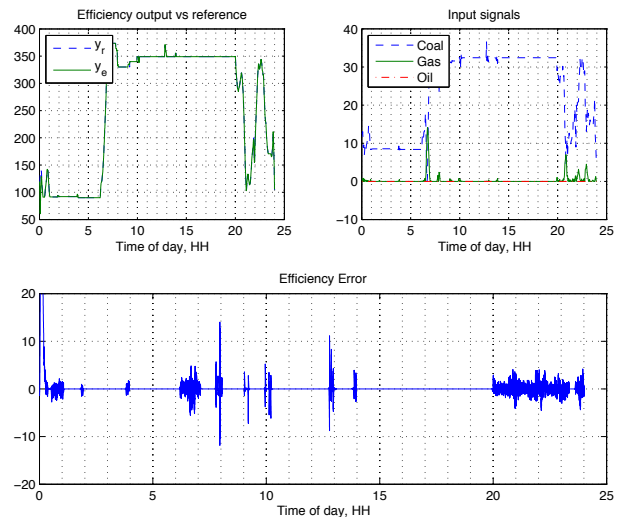 Efficiency output vs reference
400
350
300
250
200
150
100
50
y_r
y_e
0 5 10 15 20 25
Time of day, HH
Input signals
40
30
20
10
0
−10
Coal
Gas
Oil
0 5 10 15 20 25
Time of day, HH
Efficiency Error
20
10
0
−10
−20
0 5 10 15 20 25
Time of day, HH